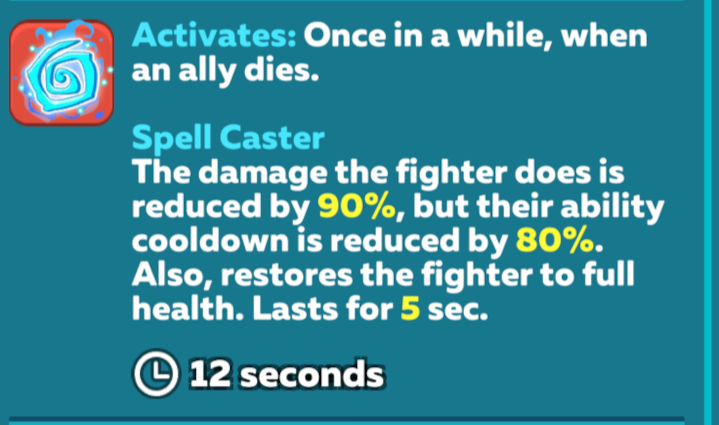 Activates: Once in a while, when
an ally dies.
Spell Caster
The damage the fighter does is
reduced by 90%, but their ability
cooldown is reduced by 80%.
Also, restores the fighter to full
health. Lasts for 5 sec.
12 seconds